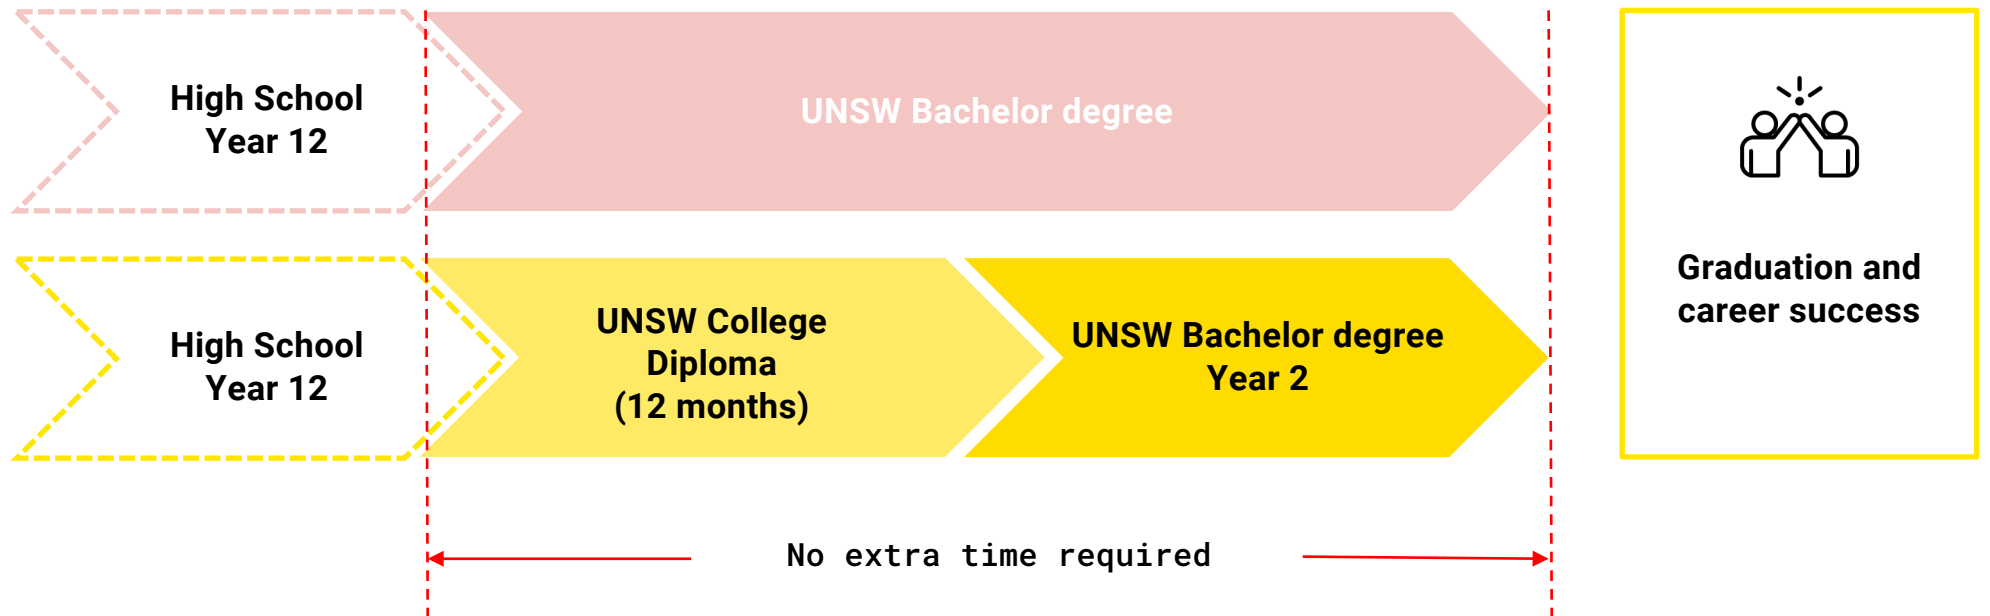 High School
Year 12
UNSW Bachelor degree
High School
Year 12
UNSW College
Diploma
(12 months)
UNSW Bachelor degree
Year 2
Graduation and
career success
No extra time required